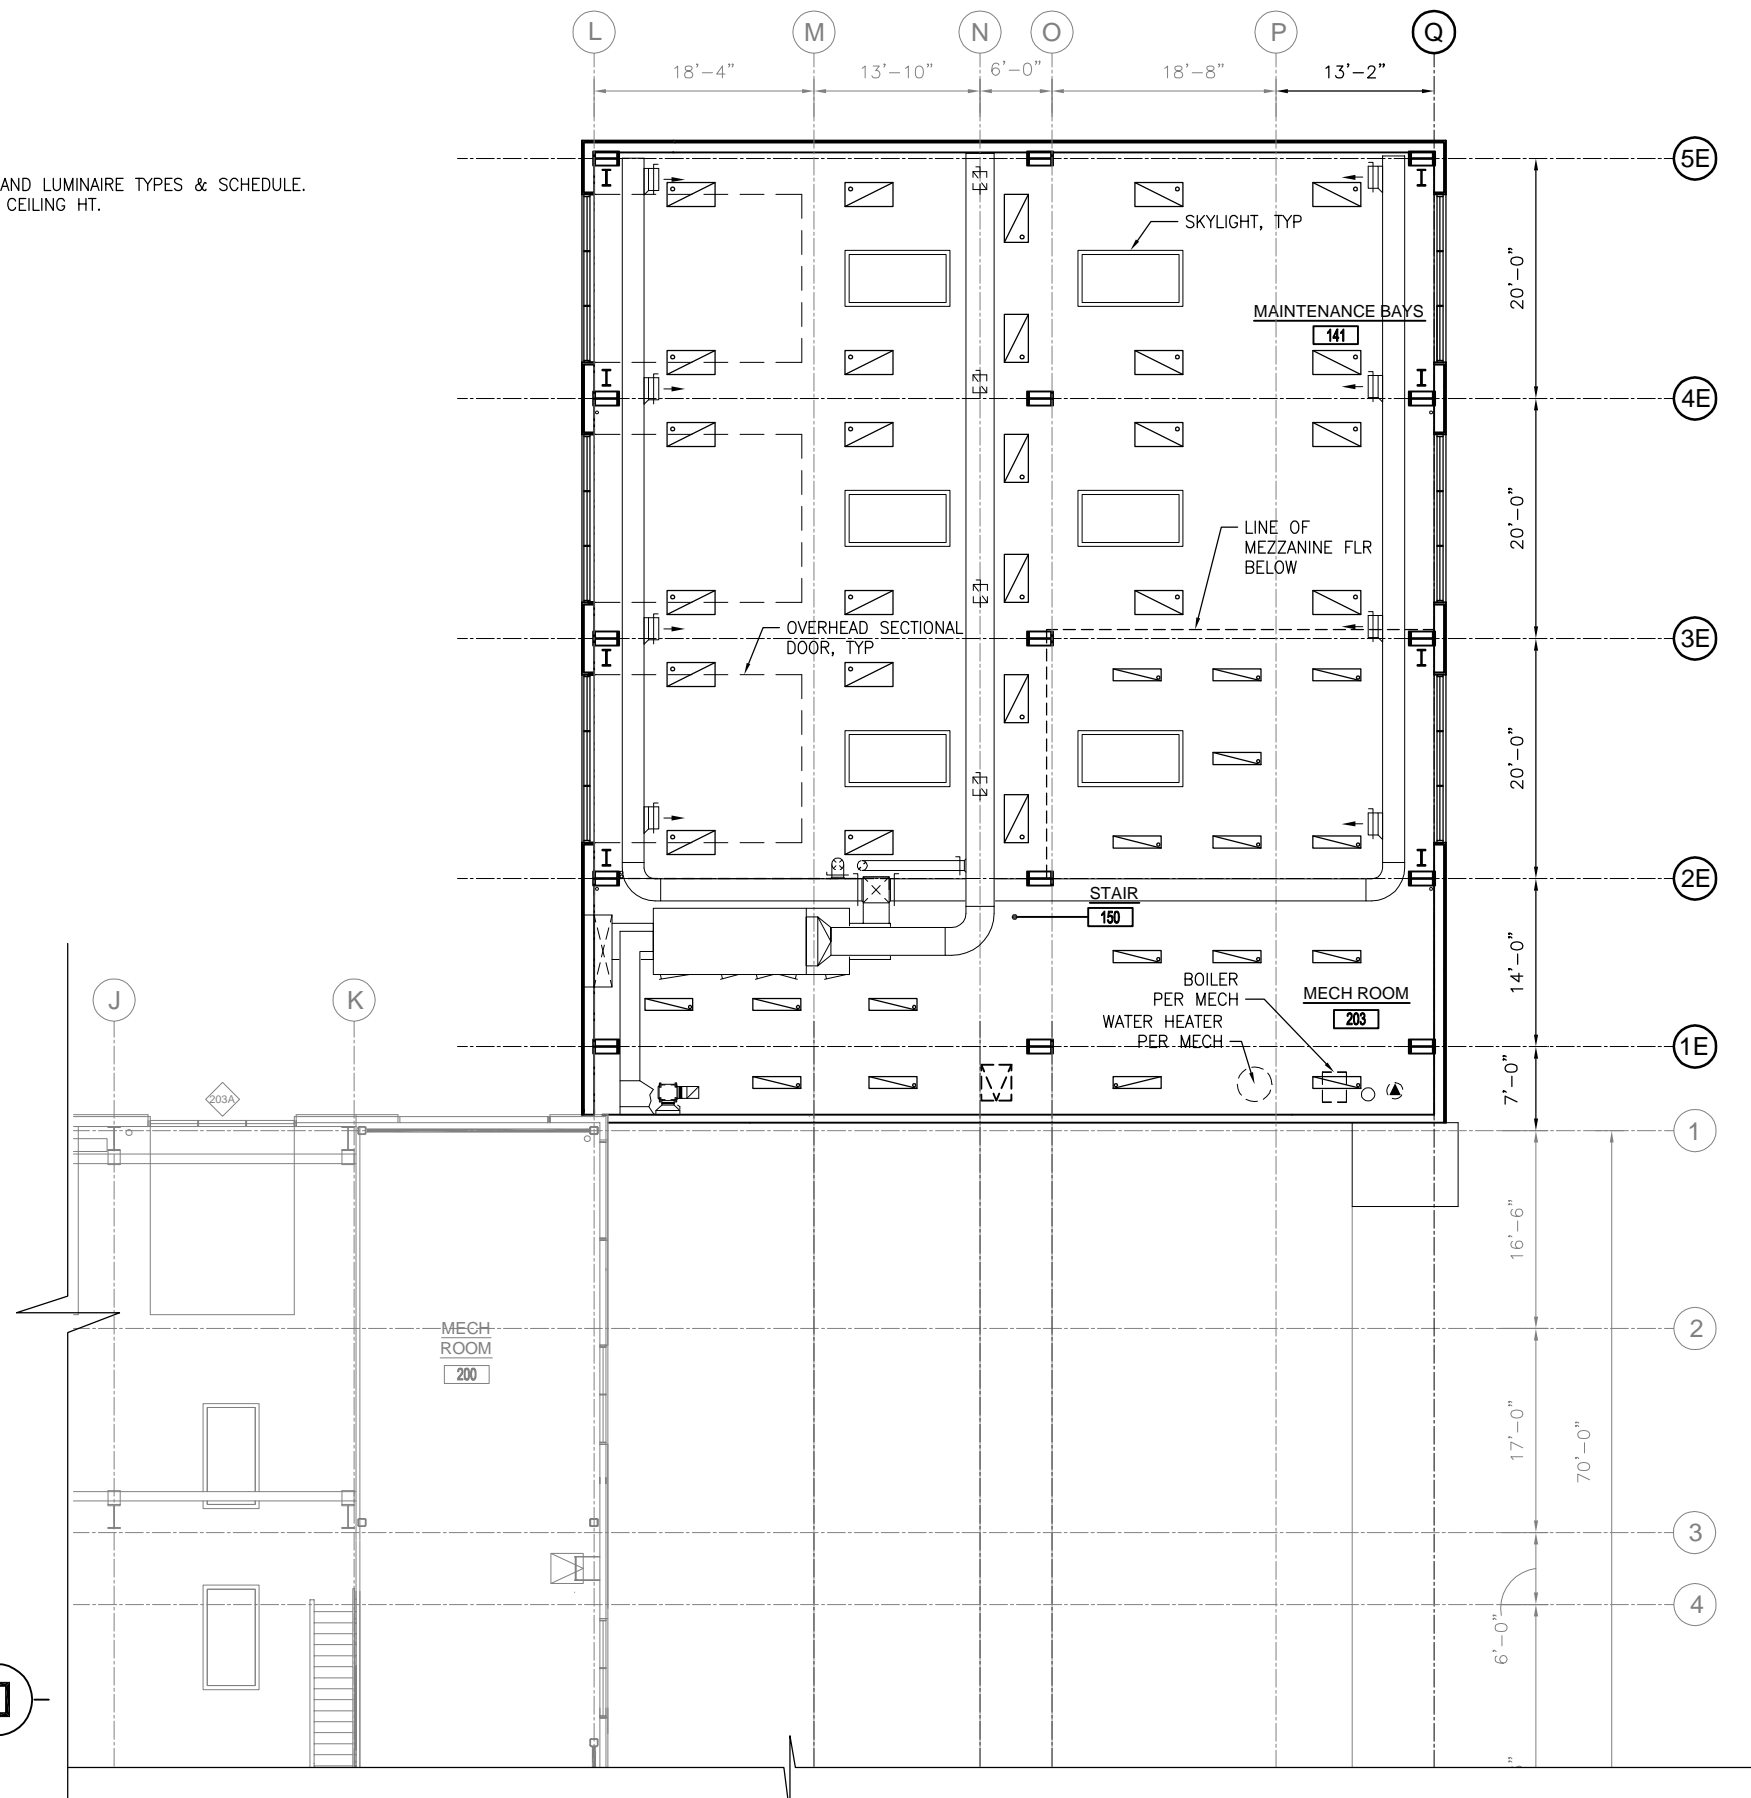 L
M
N
O
P
Q
18'-4"
13'-10"
6'-0"
18'-8"
13'-2"
5E
AND LUMINAIRE TYPES & SCHEDULE.
CEILING HT.
SKYLIGHT, TYP
20'-0"
MAINTENANCE BAYS
141
4E
20'-0"
LINE OF
MEZZANINE FLR
BELOW
OVERHEAD SECTIONAL
DOOR, TYP
3E
20'-0"
2E
STAIR
150
14'-0"
BOILER
PER MECH
MECH ROOM
203
WATER HEATER
PER MECH
J
K
1E
7'-0"
203A
1
16'-6"
MECH
ROOM
200
2
17'-0"
70'-0"
3
4
6'-0"